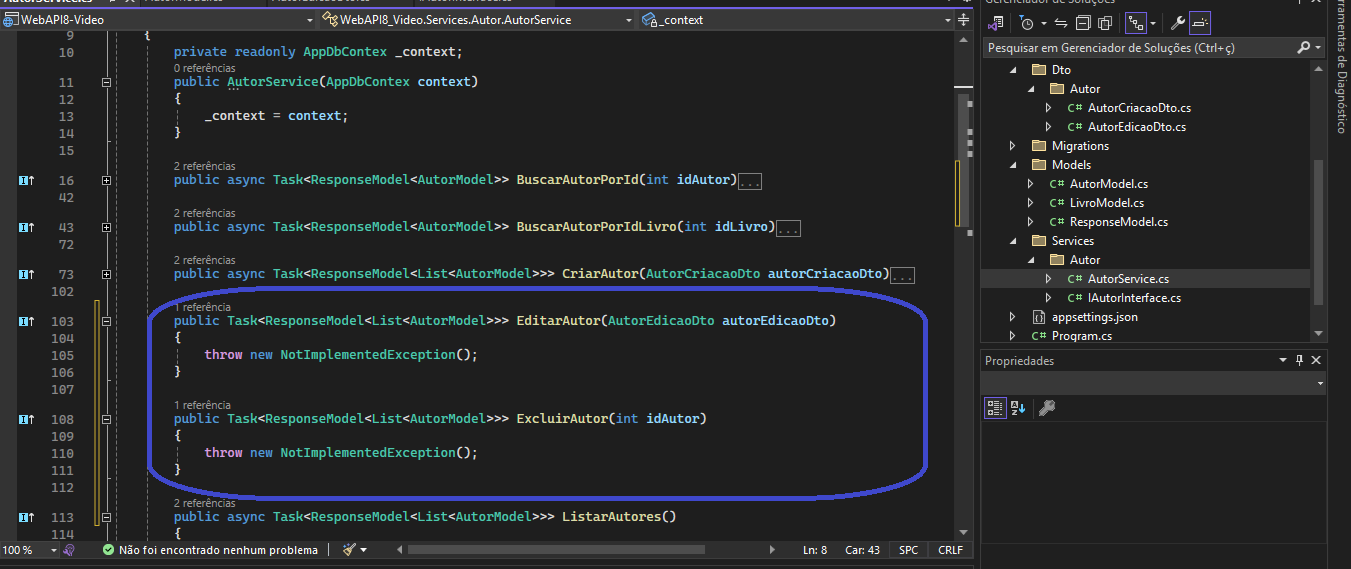 Gerenciador de Soluções
WebAPI8-Video
WebAPI8_Video.Services.Autor.AutorService
_context
9 {
10 private readonly AppDbContex _context;
0 referências
11 public AutorService(AppDbContex context)
12 {
13 _context = context;
14 }
15
2 referências
16 public async Task<ResponseModel<AutorModel>> BuscarAutorPorId(int idAutor)...
42
2 referências
43 public async Task<ResponseModel<AutorModel>> BuscarAutorPorIdLivro(int idLivro)...
72
2 referências
73 public async Task<ResponseModel<List<AutorModel>>> CriarAutor(AutorCriacaoDto autorCriacaoDto)...
102
1 referência
103 public Task<ResponseModel<List<AutorModel>>> EditarAutor(AutorEdicaoDto autorEdicaoDto)
104 {
105 throw new NotImplementedException();
106 }
107
1 referência
108 public Task<ResponseModel<List<AutorModel>>> ExcluirAutor(int idAutor)
109 {
110 throw new NotImplementedException();
111 }
112
2 referências
113 public async Task<ResponseModel<List<AutorModel>>> ListarAutores()
114 {
100 %
Não foi encontrado nenhum problema
Ln: 8
Car: 43
SPC
CRLF
Pesquisar em Gerenciador de Soluções (Ctrl+ç)
Dto
Autor
C# AutorCriacaoDto.cs
C# AutorEdicaoDto.cs
Migrations
Models
C# AutorModel.cs
C# LivroModel.cs
C# ResponseModel.cs
Services
Autor
C# AutorService.cs
C# IAutorInterface.cs
appsettings.json
C# Program.cs
Propriedades
rramentas de Diagnóstico